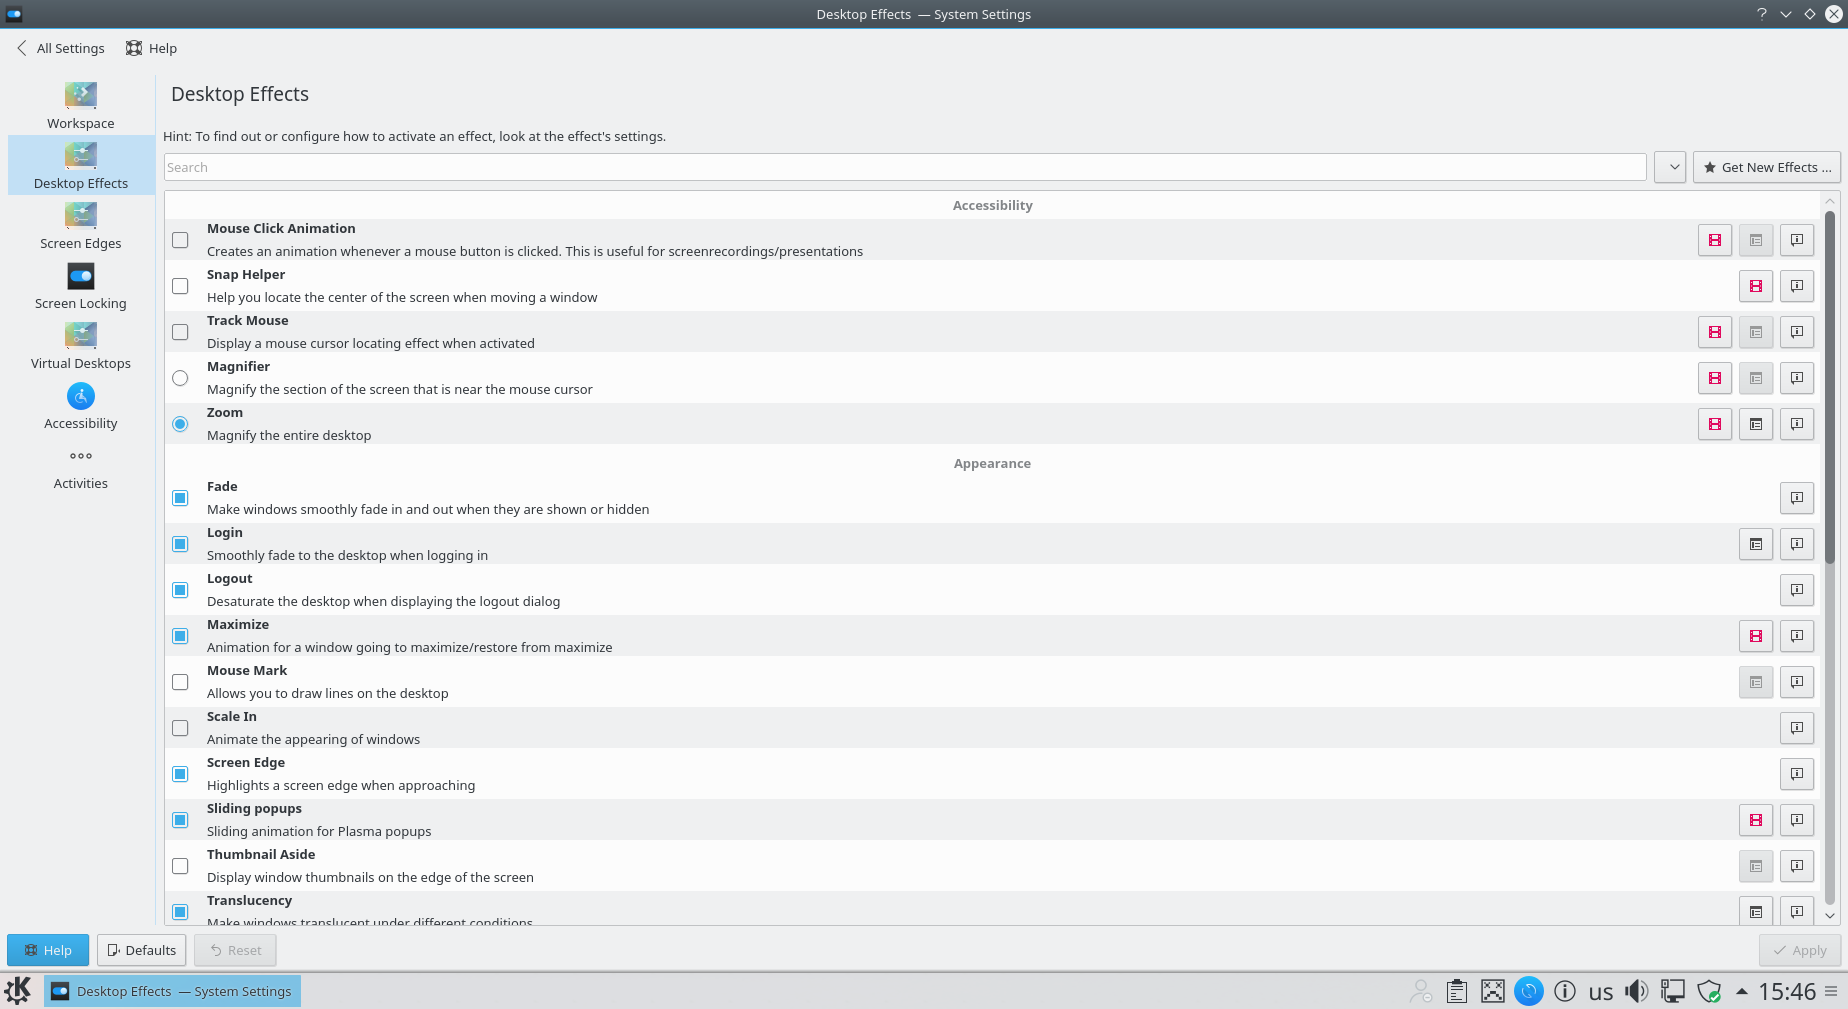 Desktop Effects — System Settings
All Settings
Help
Workspace
Desktop Effects
Screen Edges
Screen Locking
Virtual Desktops
Accessibility
Activities
Desktop Effects
Hint: To find out or configure how to activate an effect, look at the effect's settings.
Search
Get New Effects ...
Accessibility
Mouse Click Animation
Creates an animation whenever a mouse button is clicked. This is useful for screenrecordings/presentations
Snap Helper
Help you locate the center of the screen when moving a window
Track Mouse
Display a mouse cursor locating effect when activated
Magnifier
Magnify the section of the screen that is near the mouse cursor
Zoom
Magnify the entire desktop
Appearance
Fade
Make windows smoothly fade in and out when they are shown or hidden
Login
Smoothly fade to the desktop when logging in
Logout
Desaturate the desktop when displaying the logout dialog
Maximize
Animation for a window going to maximize/restore from maximize
Mouse Mark
Allows you to draw lines on the desktop
Scale In
Animate the appearing of windows
Screen Edge
Highlights a screen edge when approaching
Sliding popups
Sliding animation for Plasma popups
Thumbnail Aside
Display window thumbnails on the edge of the screen
Translucency
Make windows translucent under different conditions
Help
Defaults
Reset
Apply
Desktop Effects — System Settings
us
15:46